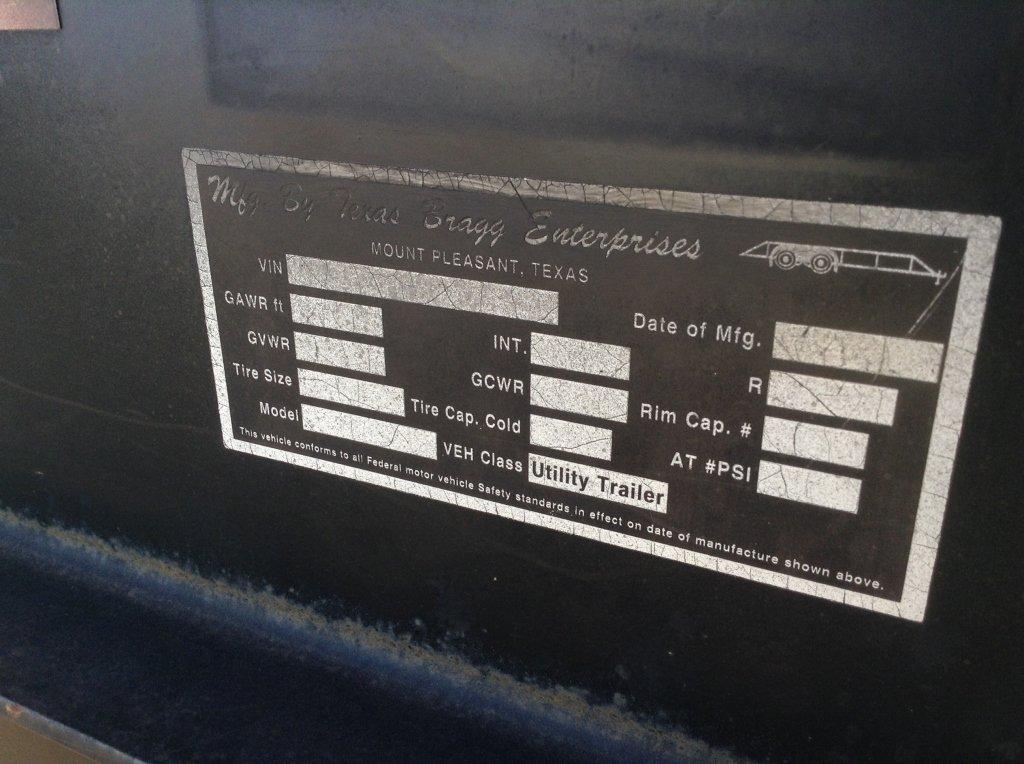 Mfg. By Texas Bragg Enterprises
MOUNT PLEASANT, TEXAS
VIN
GAWR ft INT. Date of Mfg.
GVWR GCWR R
Tire Size Tire Cap. Cold Rim Cap. #
Model VEH Class Utility Trailer AT #PSI
This vehicle conforms to all Federal motor vehicle Safety standards in effect on date of manufacture shown above.